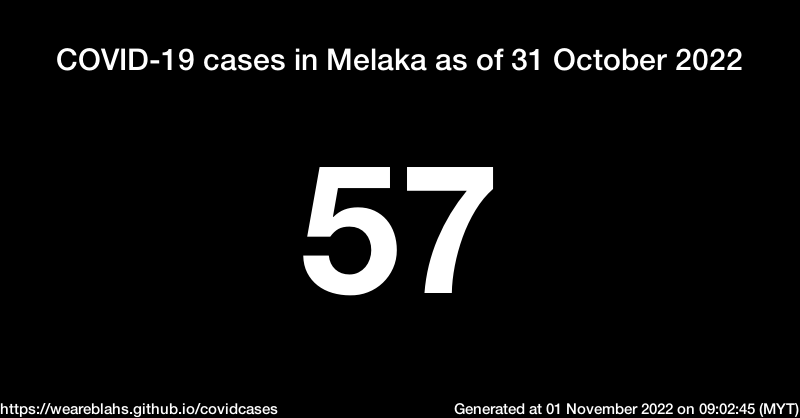 COVID-19 cases in Melaka as of 31 October 2022
57
https://weareblahs.github.io/covidcases
Generated at 01 November 2022 on 09:02:45 (MYT)